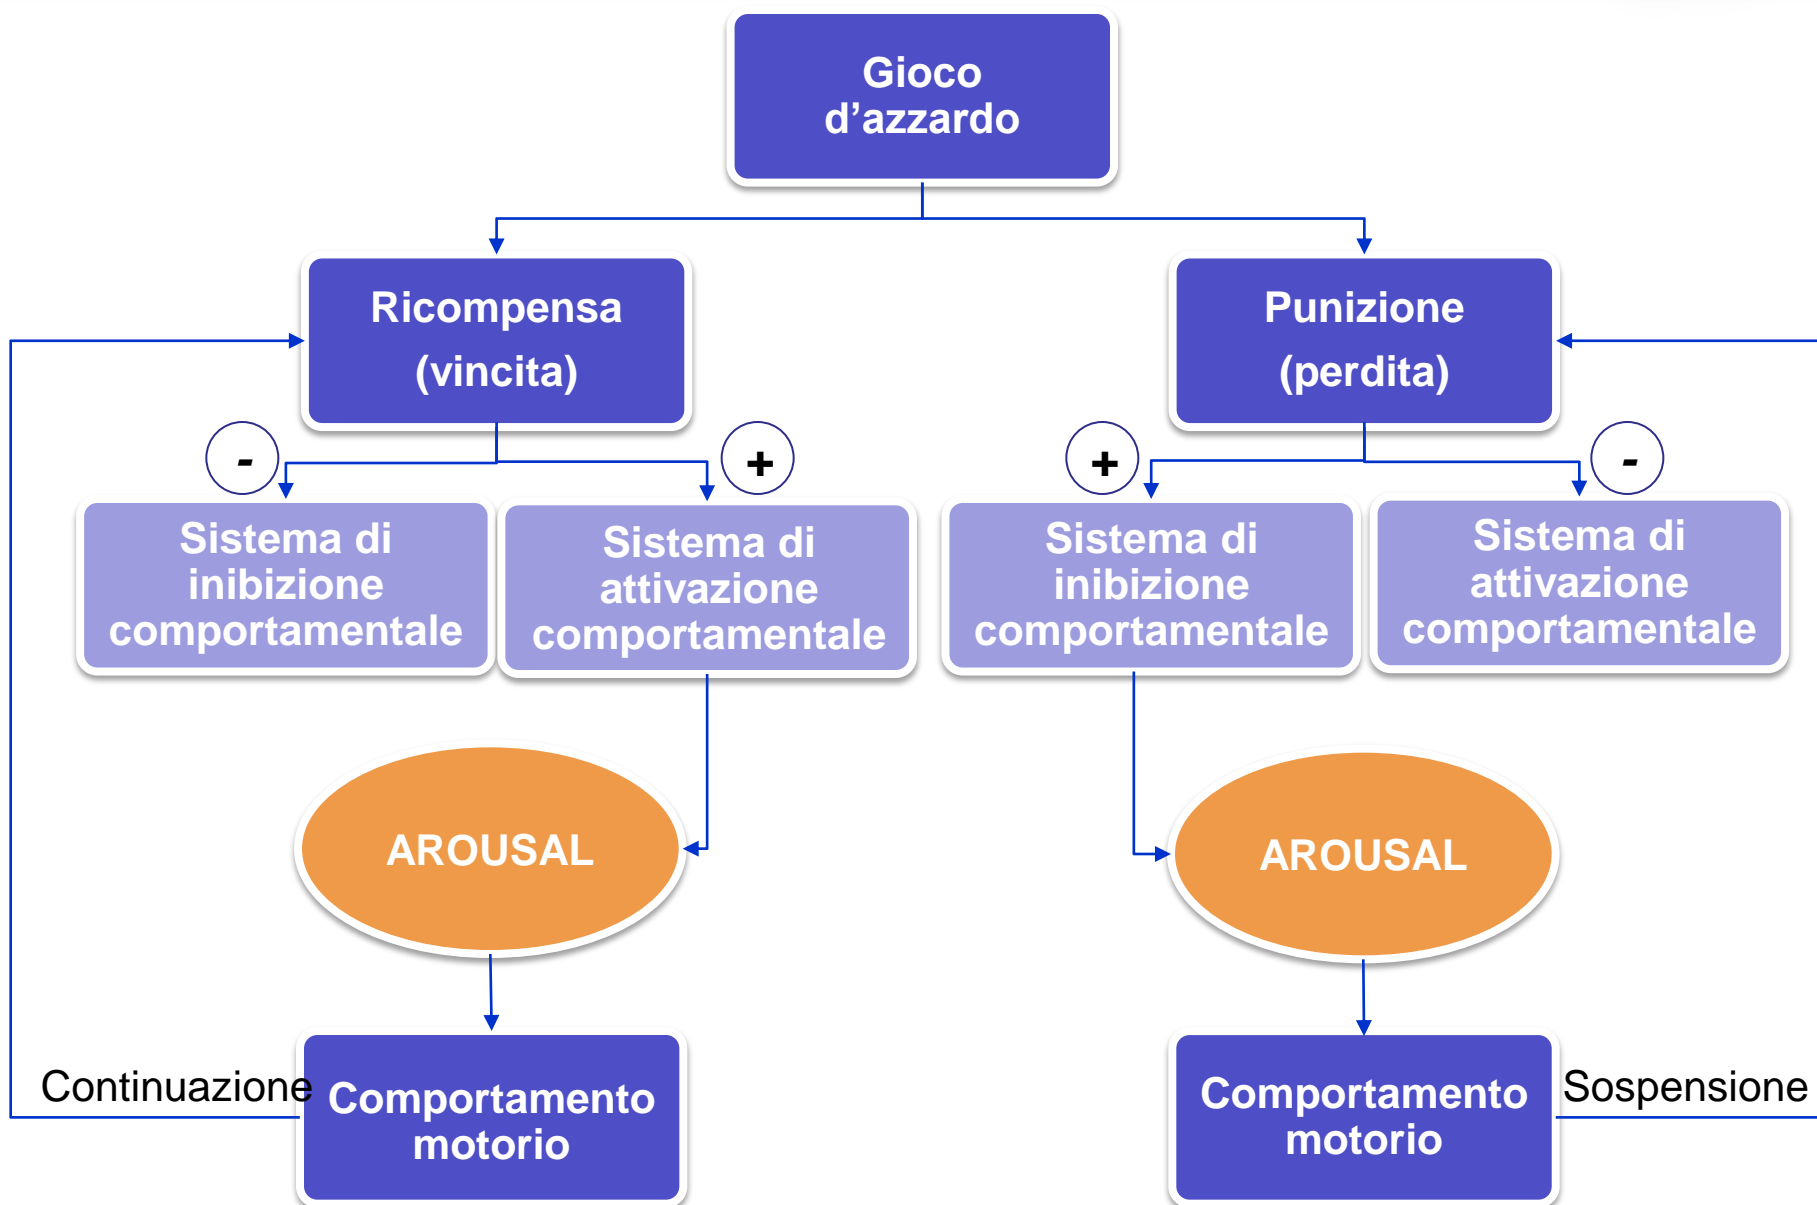 Gioco
d’azzardo
Ricompensa
(vincita)
Punizione
(perdita)
-
+
+
-
Sistema di
inibizione
comportamentale
Sistema di
attivazione
comportamentale
Sistema di
inibizione
comportamentale
Sistema di
attivazione
comportamentale
AROUSAL
AROUSAL
Continuazione
Comportamento
motorio
Comportamento
motorio
Sospensione